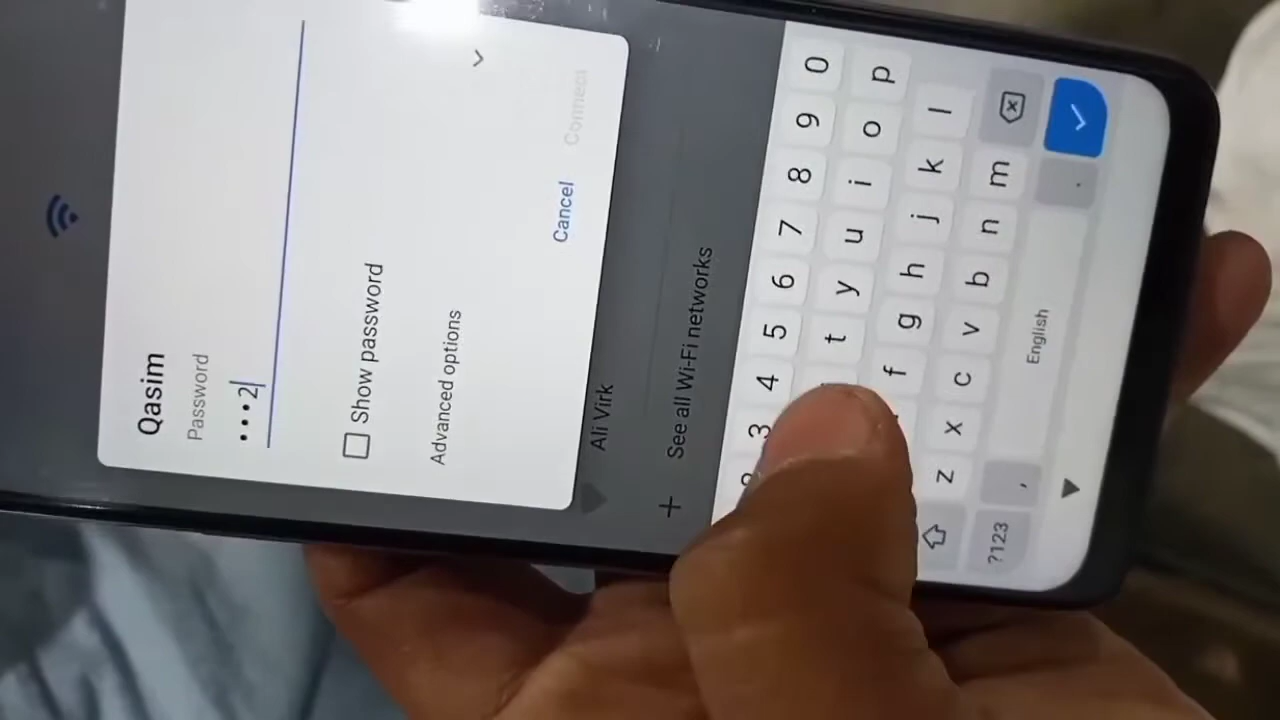 Qasim
Password
•••2
Show password
Advanced options
Cancel
Connect
Ali Virk
See all Wi-Fi networks
3 4 5 6 7 8 9 0
t y u i o p
f g h j k l
z x c v b n m
?123 , English .